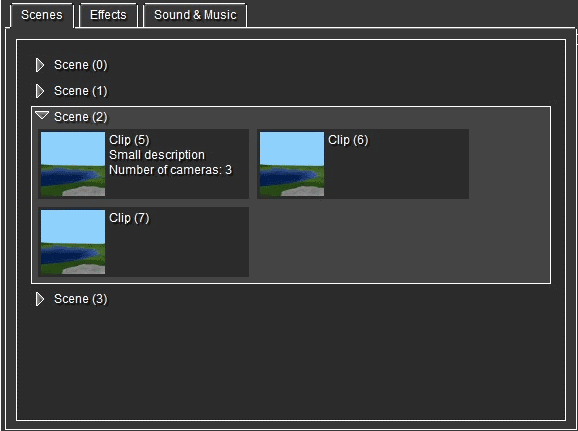 Scenes
Effects
Sound & Music
Scene (0)
Scene (1)
Scene (2)
Clip (5)
Small description
Number of cameras: 3
Clip (6)
Clip (7)
Scene (3)